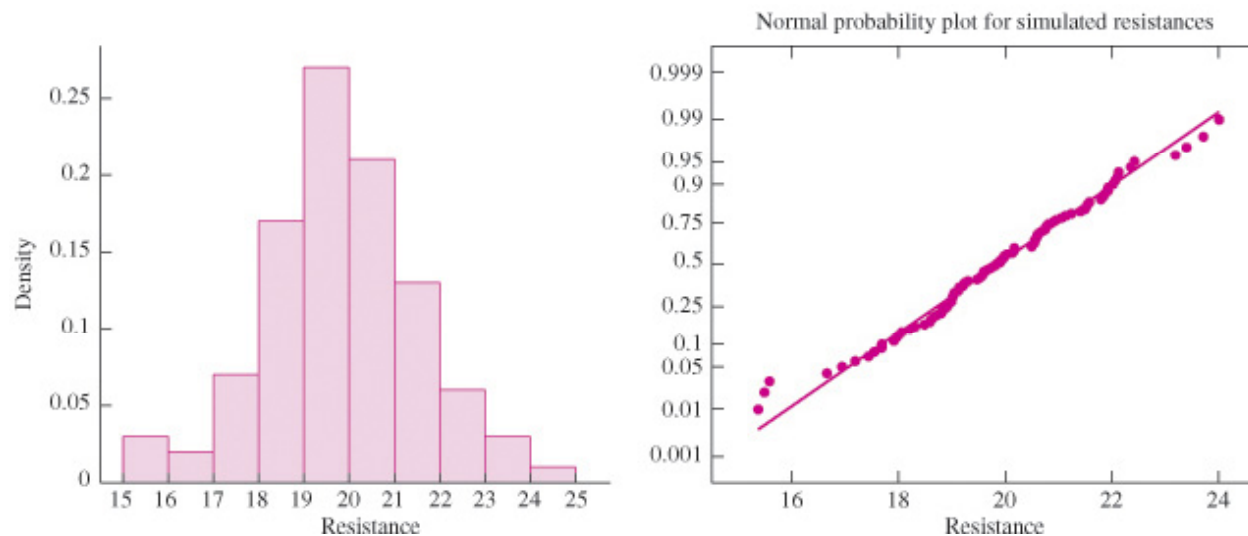 Normal probability plot for simulated resistances
0.25
0.2
0.15
0.1
0.05
0
Density
15 16 17 18 19 20 21 22 23 24 25
Resistance
0.999
0.99
0.95
0.9
0.75
0.5
0.25
0.1
0.05
0.01
0.001
16 18 20 22 24
Resistance